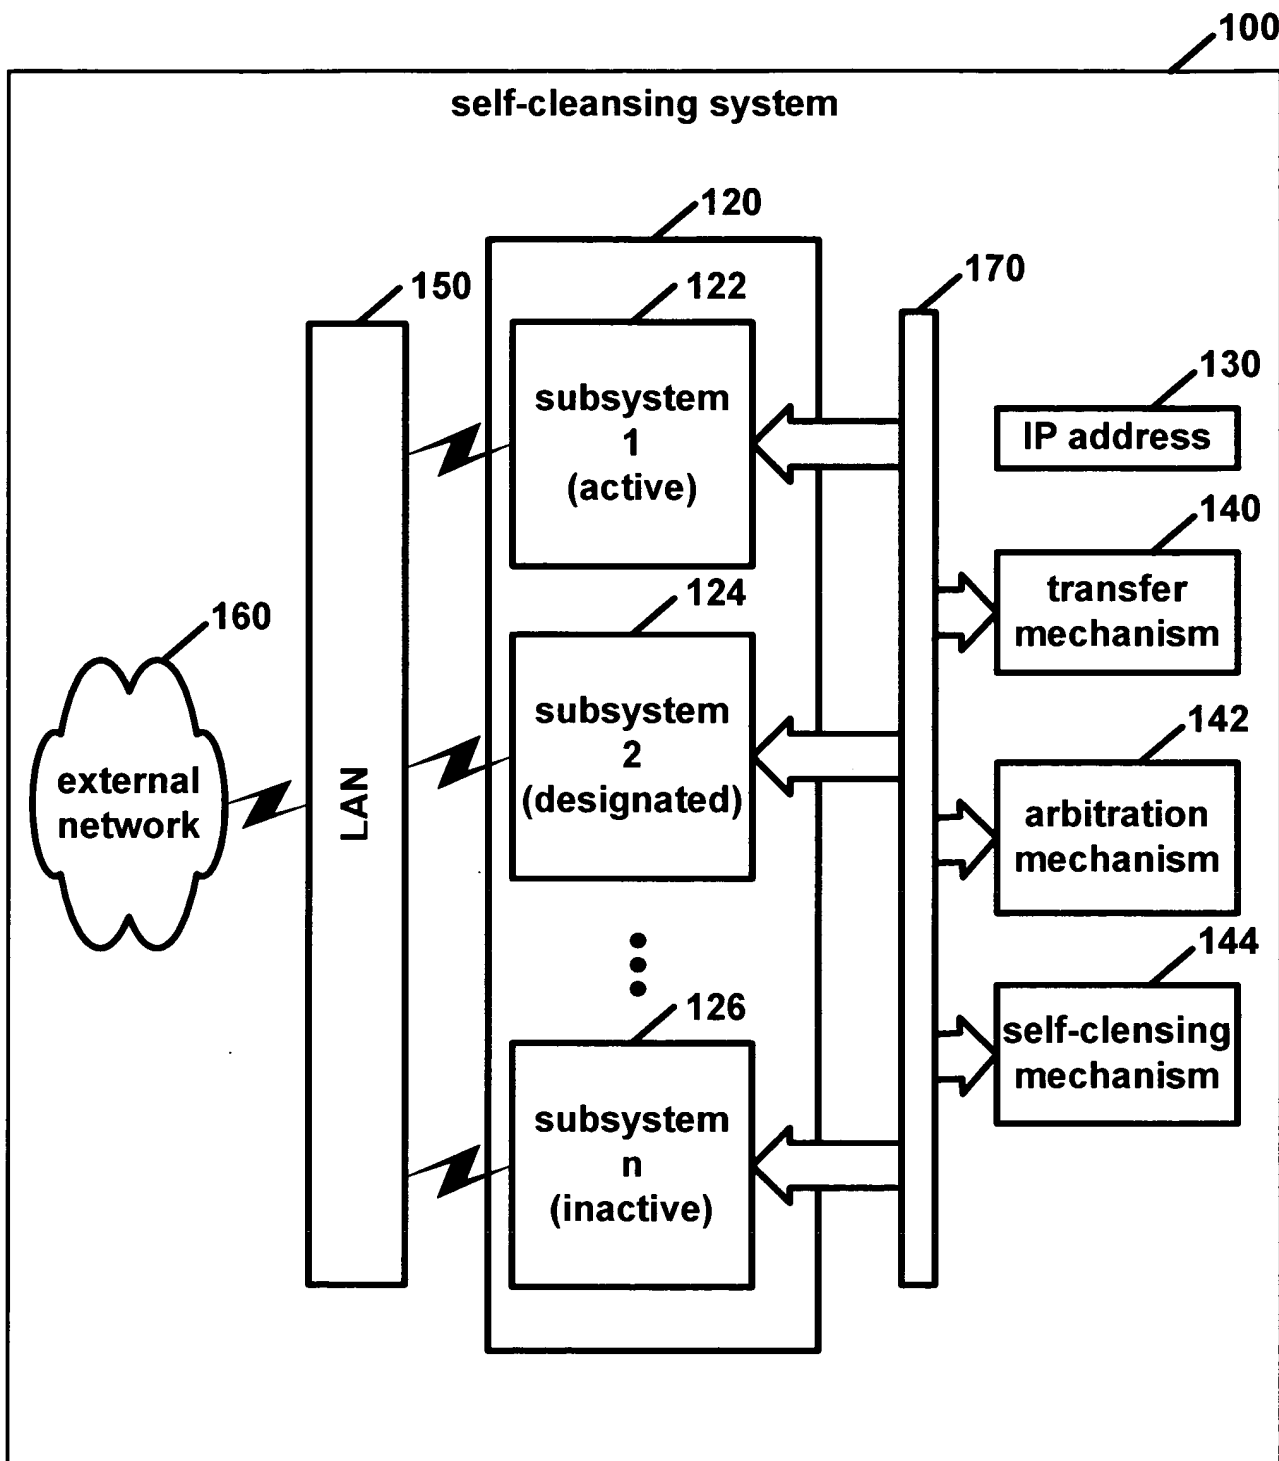 100
self-cleansing system
120
150
122
170
130
subsystem
1
(active)
IP address
140
transfer
mechanism
124
160
subsystem
2
(designated)
142
arbitration
mechanism
external
network
LAN
144
self-clensing
mechanism
126
subsystem
n
(inactive)